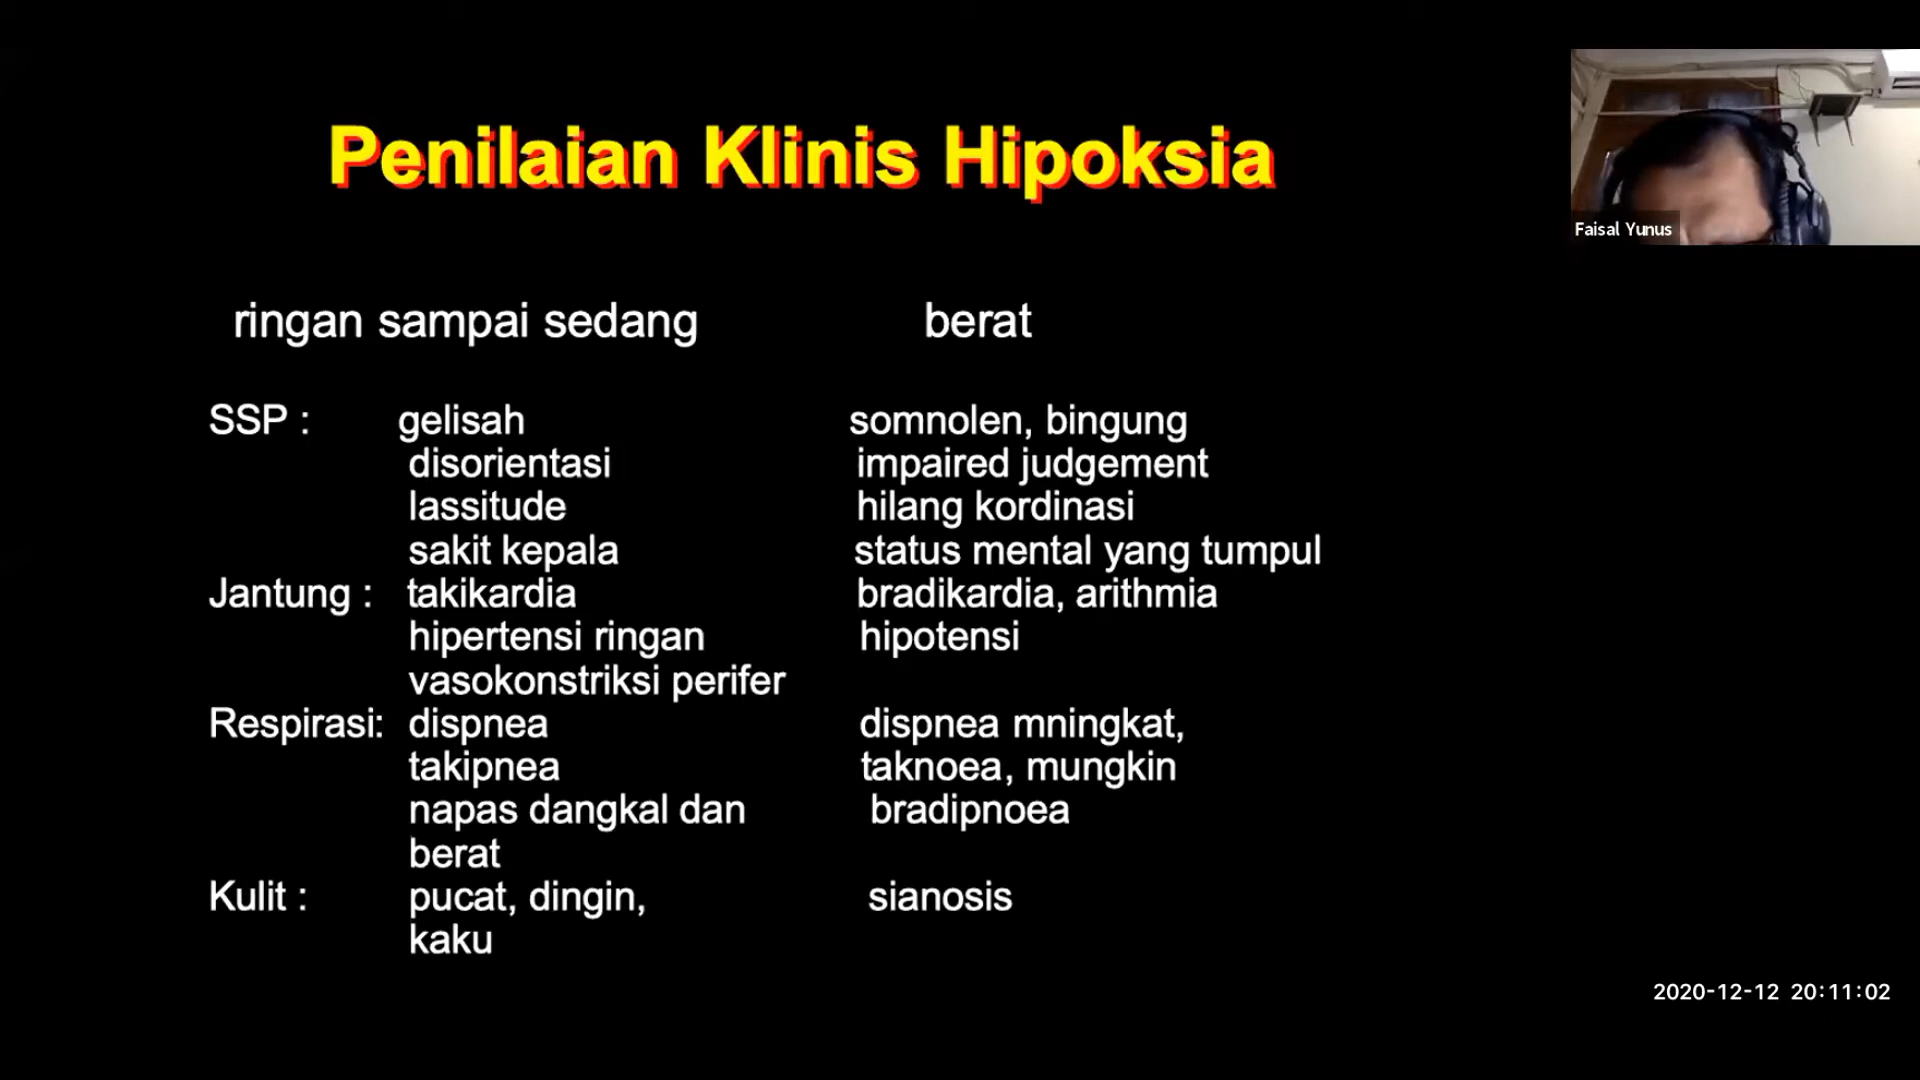 Penilaian Klinis Hipoksia
Faisal Yunus
ringan sampai sedang berat
SSP : gelisah somnolen, bingung
disorientasi impaired judgement
lassitude hilang kordinasi
sakit kepala status mental yang tumpul
Jantung : takikardia bradikardia, arithmia
hipertensi ringan hipotensi
vasokonstriksi perifer
Respirasi: dispnea dispnea mningkat,
takipnea taknoea, mungkin
napas dangkal dan bradipnoea
berat
Kulit : pucat, dingin, sianosis
kaku
2020-12-12 20:11:02